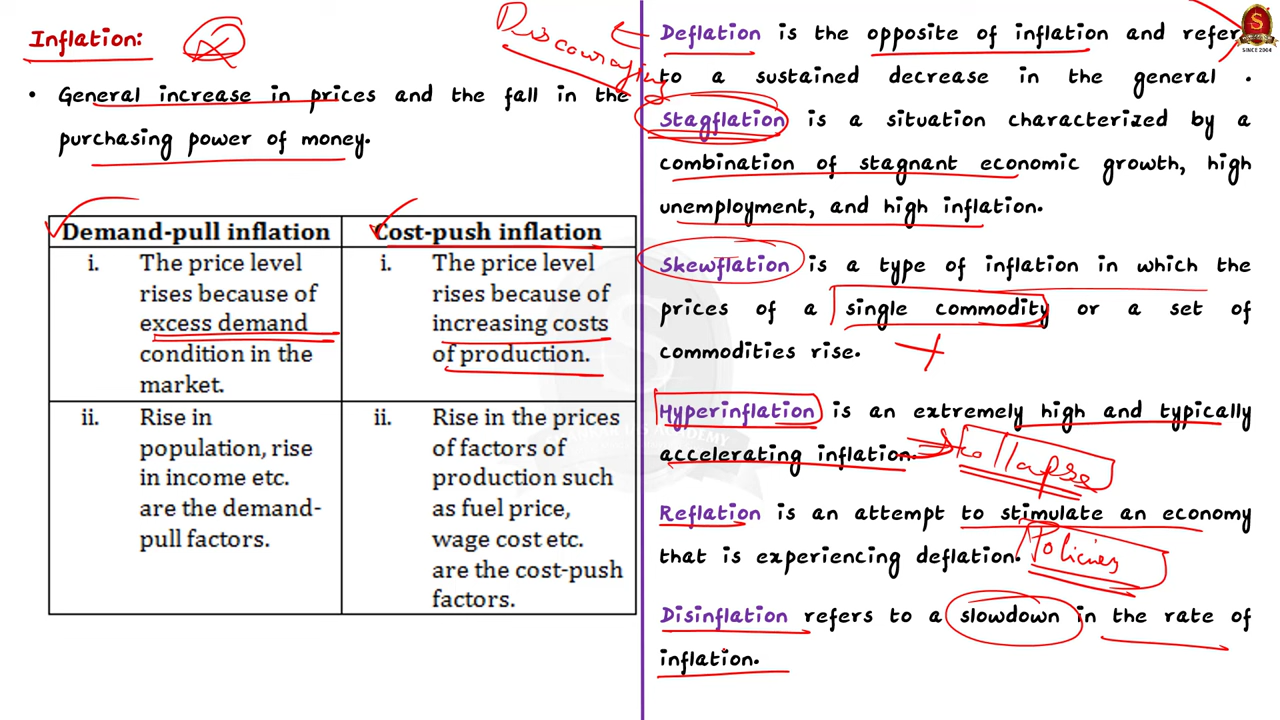 Inflation:
• General increase in prices and the fall in the
purchasing power of money.
Demand-pull inflation
i. The price level
rises because of
excess demand
condition in the
market.
ii. Rise in
population, rise
in income etc.
are the demand-
pull factors.
Cost-push inflation
i. The price level
rises because of
increasing costs
of production.
ii. Rise in the prices
of factors of
production such
as fuel price,
wage cost etc.
are the cost-push
factors.
Discouraging
Deflation is the opposite of inflation and refer
to a sustained decrease in the general .
Stagflation is a situation characterized by a
combination of stagnant economic growth, high
unemployment, and high inflation.
Skewflation is a type of inflation in which the
prices of a single commodity or a set of
commodities rise.
Hyperinflation is an extremely high and typically
accelerating inflation.
Reflation is an attempt to stimulate an economy
that is experiencing deflation.
Policies
Disinflation refers to a slowdown in the rate of
inflation.
SINCE 2004